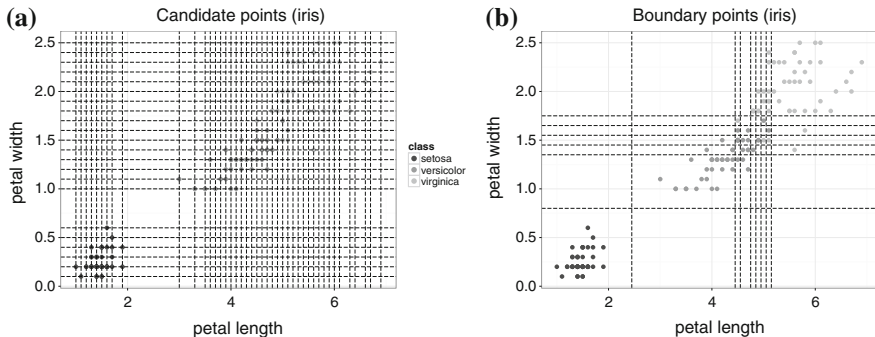 (a)
Candidate points (iris)
2.5
2.0
1.5
1.0
0.5
0.0
petal width
2
4
6
petal length
class
setosa
versicolor
virginica
(b)
Boundary points (iris)
2.5
2.0
1.5
1.0
0.5
0.0
petal width
2
4
6
petal length